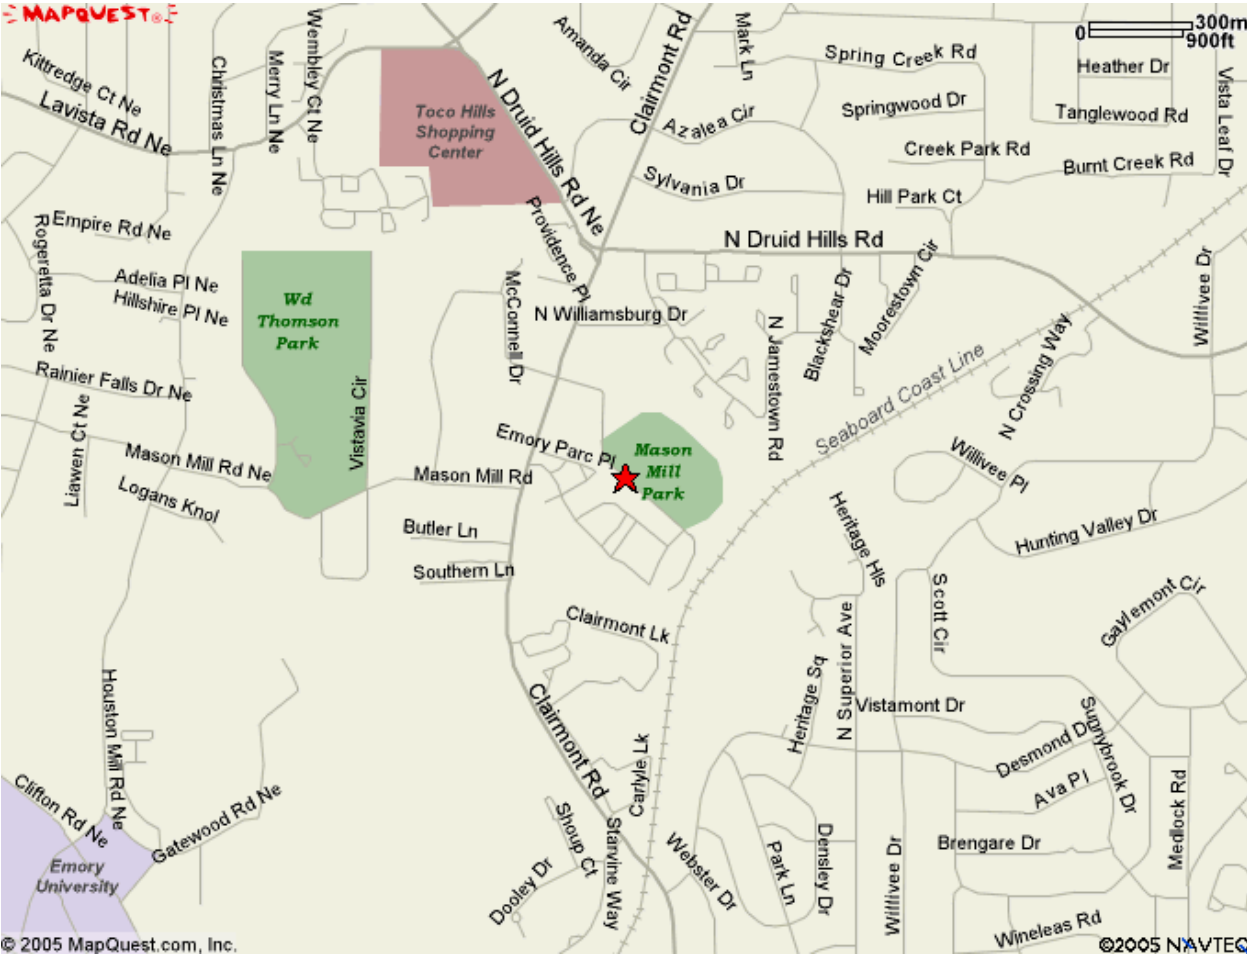 MAPQUEST®
0 300m
900ft
Kittredge Ct Ne
Lavista Rd Ne
Christmas Ln Ne
Merry Ln Ne
Wembley Ct Ne
Toco Hills
Shopping
Center
N Druid Hills Rd Ne
Amanda Cir
Clairmont Rd
Mark Ln
Spring Creek Rd
Heather Dr
Vista Leaf Dr
Springwood Dr
Tanglewood Rd
Azalea Cir
Creek Park Rd
Burnt Creek Rd
Sylvania Dr
Hill Park Ct
Empire Rd Ne
Rogeretta Dr Ne
Providence Pl
N Druid Hills Rd
Adelia Pl Ne
Hillshire Pl Ne
Wd
Thomson
Park
McConnell Dr
N Williamsburg Dr
N Jamestown Rd
Blackshear Dr
Moorestown Cir
Willivee Dr
Rainier Falls Dr Ne
Liawen Ct Ne
Vistavia Cir
Seaboard Coast Line
N Crossing Way
Mason Mill Rd Ne
Emory Parc Pl
Mason
Mill
Park
Mason Mill Rd
Willivee Pl
Logans Knol
Butler Ln
Southern Ln
Heritage Hls
Hunting Valley Dr
Clairmont Lk
Scott Cir
Gaylemont Cir
N Superior Ave
Heritage Sq
Vistamont Dr
Houston Mill Rd Ne
Clairmont Rd
Carlyle Lk
Desmond Dr
Sunnybrook Dr
Ava Pl
Medlock Rd
Clifton Rd Ne
Gatewood Rd Ne
Shoup Ct
Starvine Way
Webster Dr
Park Ln
Densley Dr
Willivee Dr
Brengare Dr
Emory
University
Dooley Dr
Wineleas Rd
© 2005 MapQuest.com, Inc.
©2005 NAVTEQ